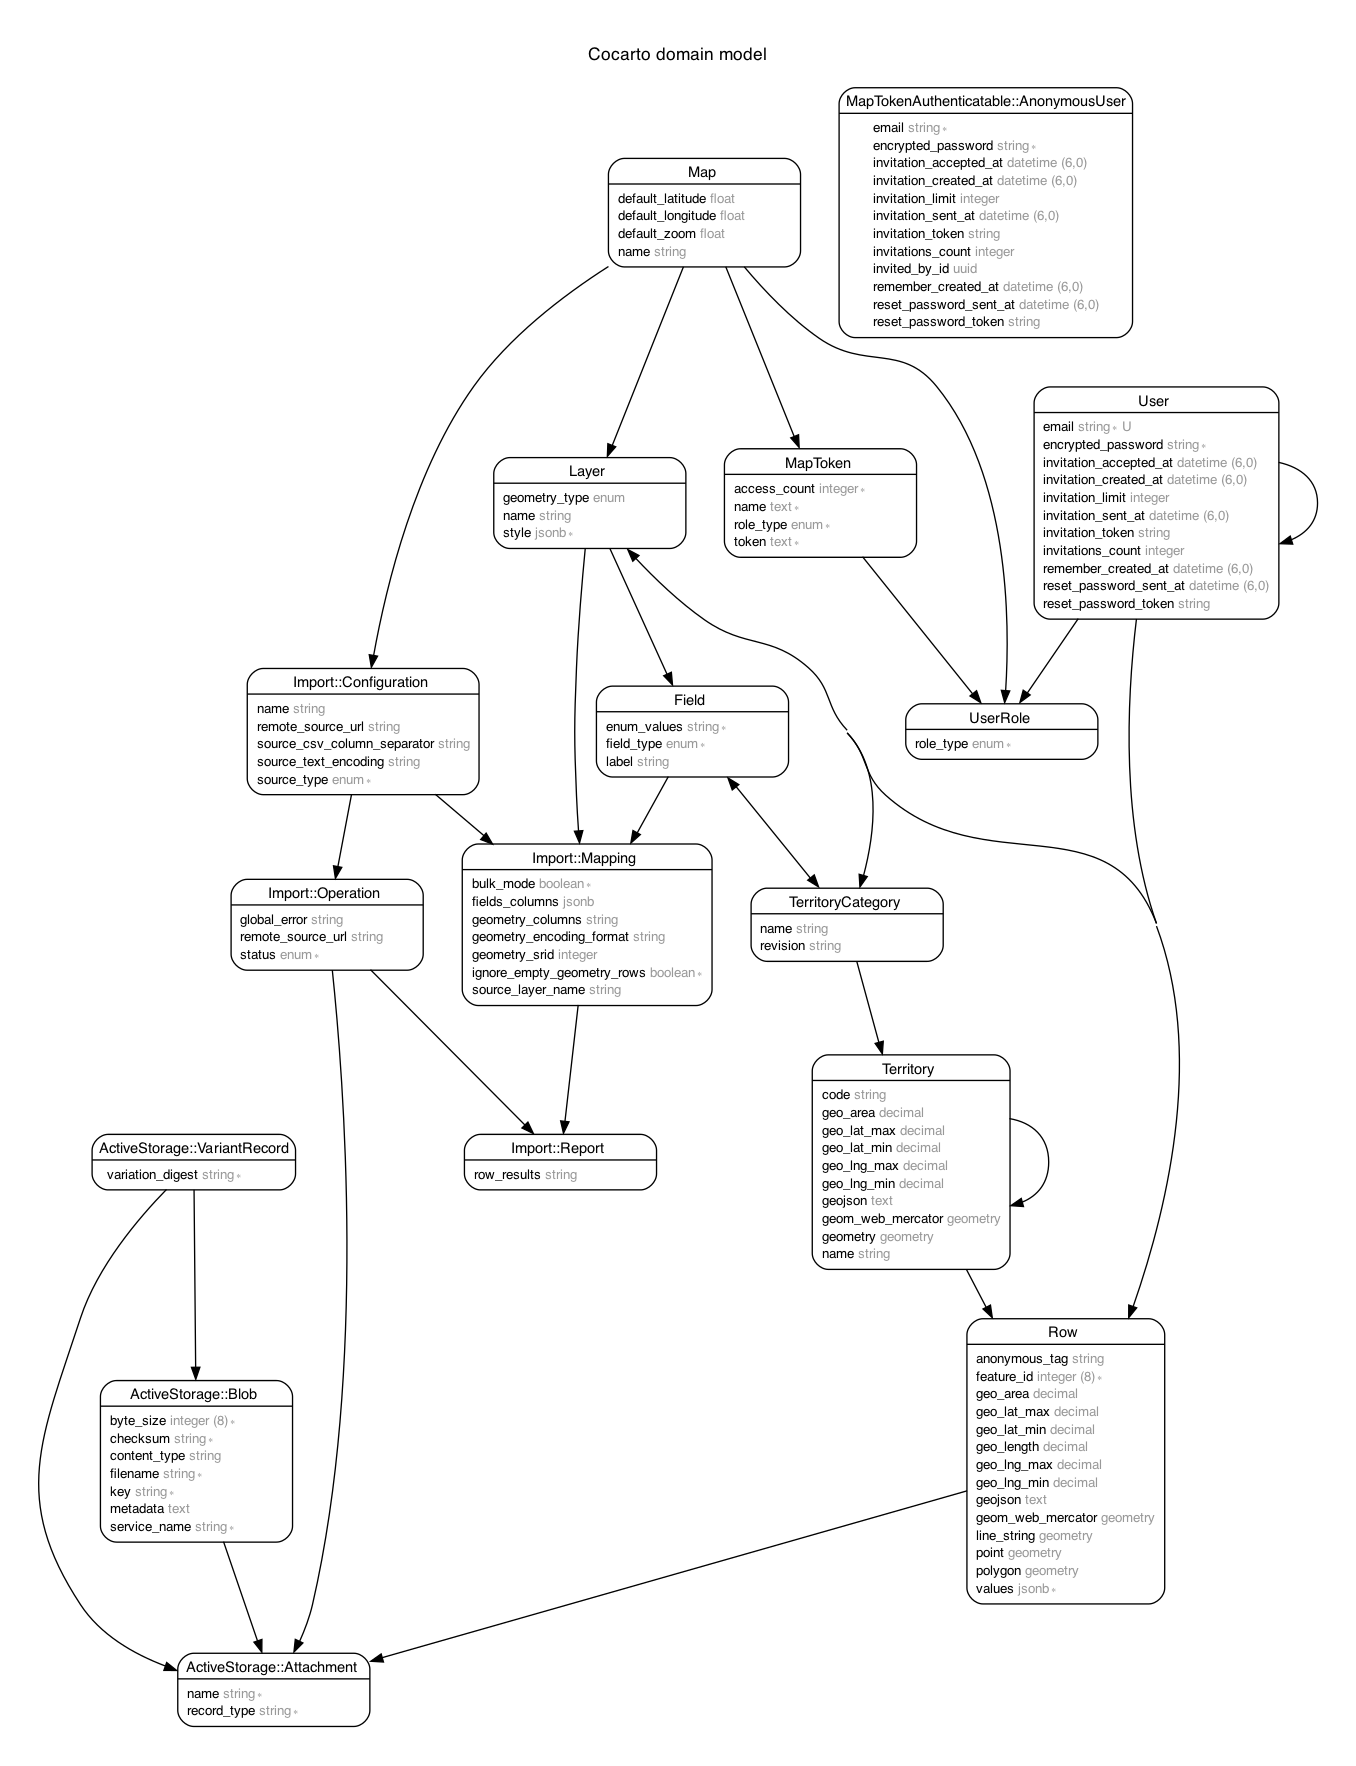 Cocarto domain model
MapTokenAuthenticatable::AnonymousUser
email string ∗
encrypted_password string ∗
invitation_accepted_at datetime (6,0)
invitation_created_at datetime (6,0)
invitation_limit integer
invitation_sent_at datetime (6,0)
invitation_token string
invitations_count integer
invited_by_id uuid
remember_created_at datetime (6,0)
reset_password_sent_at datetime (6,0)
reset_password_token string
Map
default_latitude float
default_longitude float
default_zoom float
name string
User
email string ∗ U
encrypted_password string ∗
invitation_accepted_at datetime (6,0)
invitation_created_at datetime (6,0)
invitation_limit integer
invitation_sent_at datetime (6,0)
invitation_token string
invitations_count integer
remember_created_at datetime (6,0)
reset_password_sent_at datetime (6,0)
reset_password_token string
Layer
geometry_type enum
name string
style jsonb ∗
MapToken
access_count integer ∗
name text ∗
role_type enum ∗
token text ∗
Import::Configuration
name string
remote_source_url string
source_csv_column_separator string
source_text_encoding string
source_type enum ∗
Field
enum_values string ∗
field_type enum ∗
label string
UserRole
role_type enum ∗
Import::Operation
global_error string
remote_source_url string
status enum ∗
Import::Mapping
bulk_mode boolean ∗
fields_columns jsonb
geometry_columns string
geometry_encoding_format string
geometry_srid integer
ignore_empty_geometry_rows boolean ∗
source_layer_name string
TerritoryCategory
name string
revision string
Territory
code string
geo_area decimal
geo_lat_max decimal
geo_lat_min decimal
geo_lng_max decimal
geo_lng_min decimal
geojson text
geom_web_mercator geometry
geometry geometry
name string
ActiveStorage::VariantRecord
variation_digest string ∗
Import::Report
row_results string
Row
anonymous_tag string
feature_id integer (8) ∗
geo_area decimal
geo_lat_max decimal
geo_lat_min decimal
geo_length decimal
geo_lng_max decimal
geo_lng_min decimal
geojson text
geom_web_mercator geometry
line_string geometry
point geometry
polygon geometry
values jsonb ∗
ActiveStorage::Blob
byte_size integer (8) ∗
checksum string ∗
content_type string
filename string ∗
key string ∗
metadata text
service_name string ∗
ActiveStorage::Attachment
name string ∗
record_type string ∗